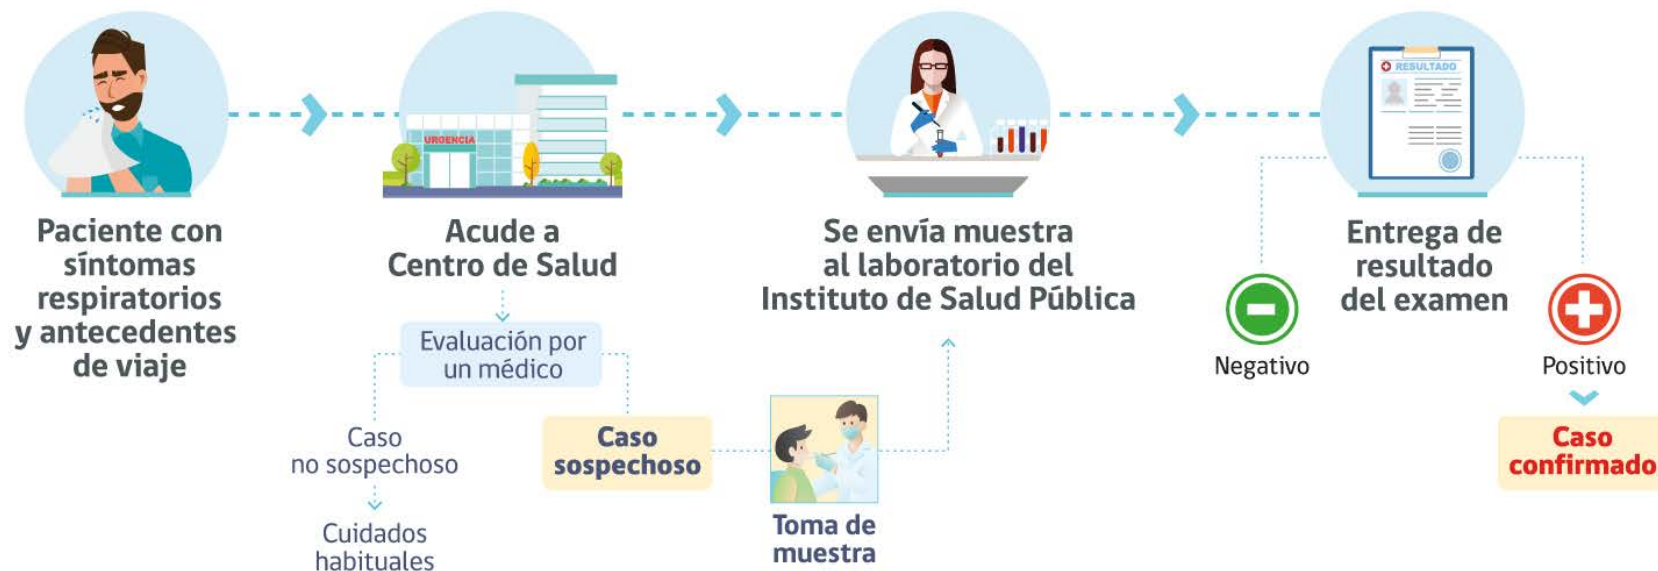 Paciente con
síntomas
respiratorios
y antecedentes
de viaje
URGENCIA
Acude a
Centro de Salud
Evaluación por
un médico
Caso
no sospechoso
Cuidados
habituales
Caso
sospechoso
Toma de
muestra
Se envía muestra
al laboratorio del
Instituto de Salud Pública
RESULTADO
Entrega de
resultado
del examen
Negativo
Positivo
Caso
confirmado